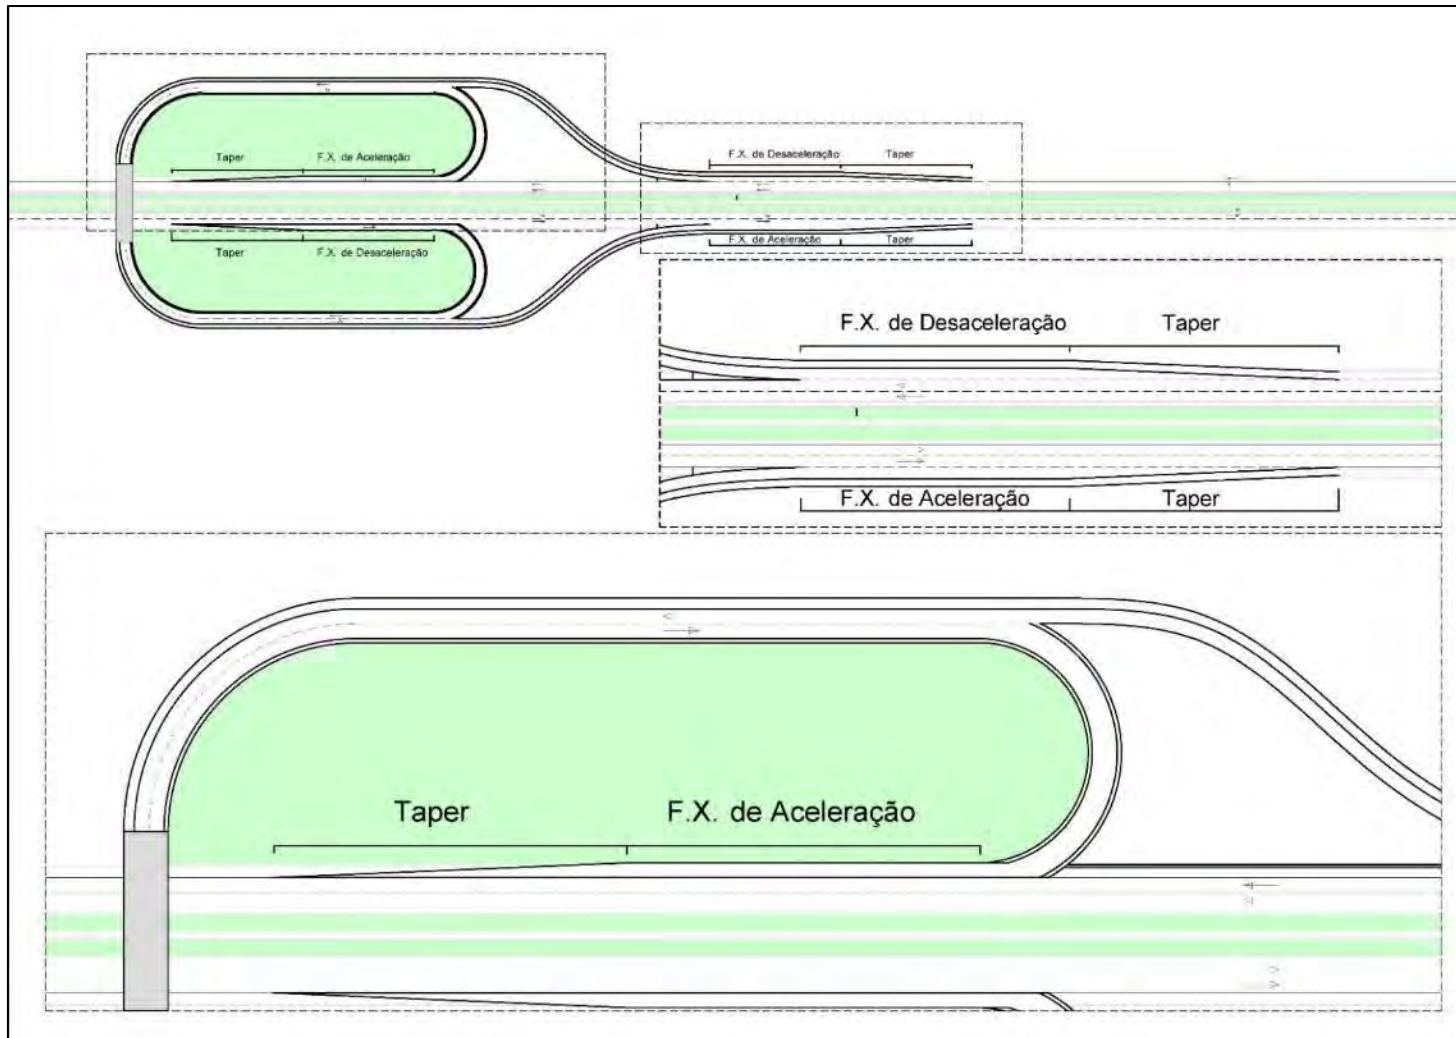 F.X. de Desaceleração Taper
Taper F.X. de Aceleração
Taper F.X. de Desaceleração
F.X. de Aceleração Taper
F.X. de Desaceleração Taper
F.X. de Aceleração Taper
Taper F.X. de Aceleração